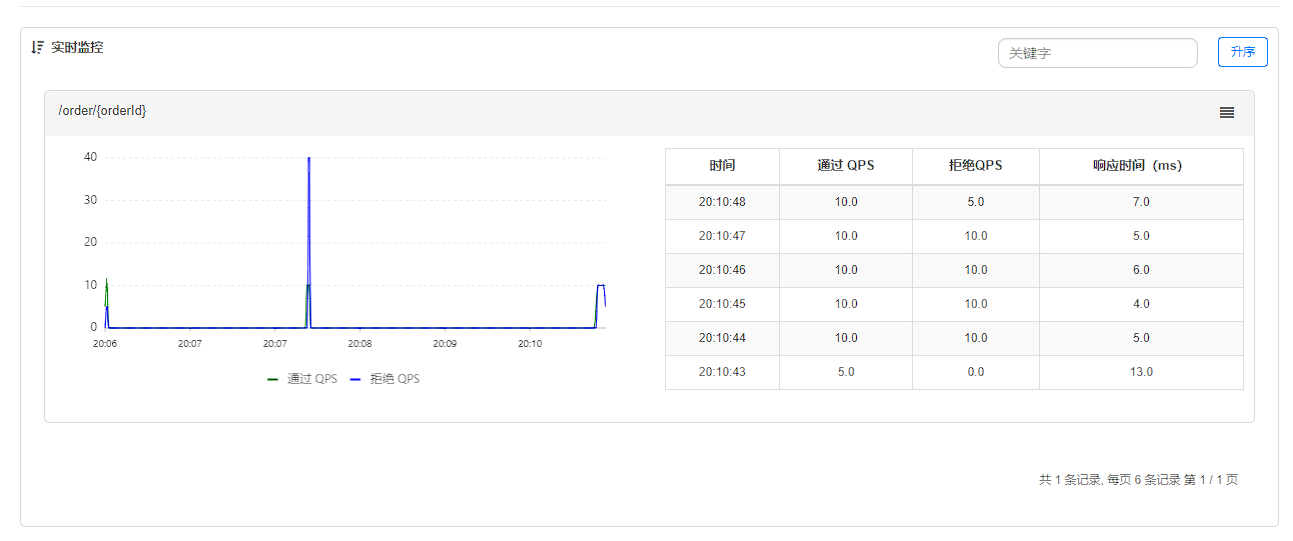 实时监控
关键字
升序
/order/{orderId}
40
30
20
10
0
20:06 20:07 20:07 20:08 20:09 20:10
通过 QPS 拒绝 QPS
时间 通过 QPS 拒绝QPS 响应时间（ms）
20:10:48 10.0 5.0 7.0
20:10:47 10.0 10.0 5.0
20:10:46 10.0 10.0 6.0
20:10:45 10.0 10.0 4.0
20:10:44 10.0 10.0 5.0
20:10:43 5.0 0.0 13.0
共 1 条记录, 每页 6 条记录 第 1 / 1 页